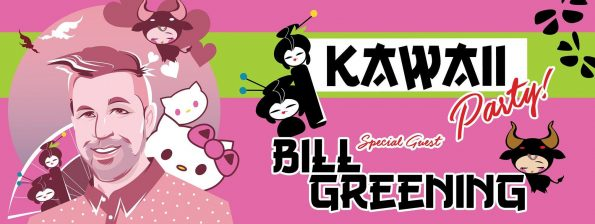 KAWAII
Party!
Special Guest
BILL
GREENING